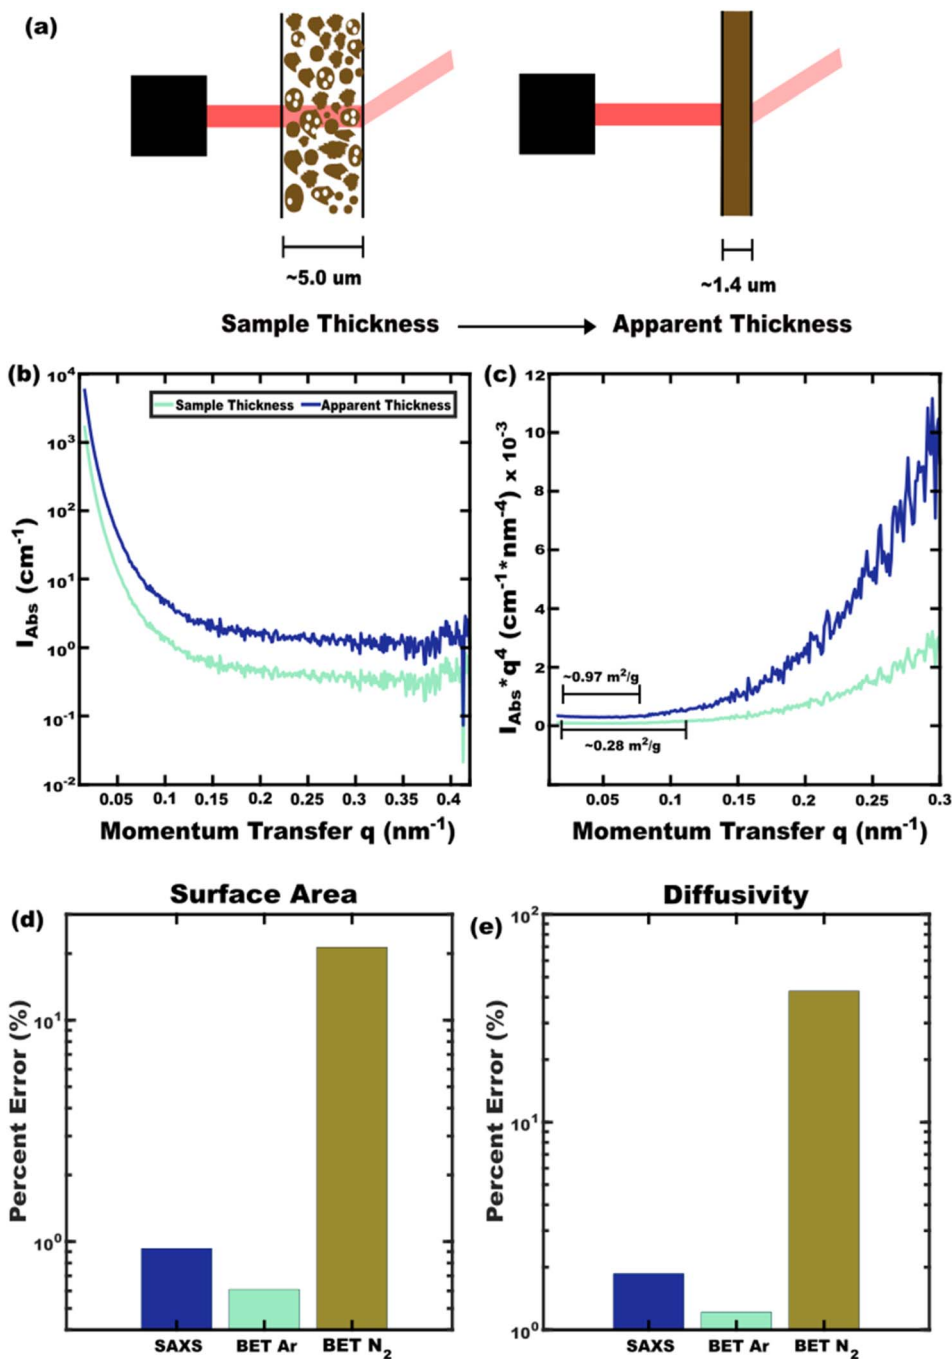 (a)
~5.0 um
~1.4 um
Sample Thickness
Apparent Thickness
(b)
Sample Thickness
Apparent Thickness
10⁴
10³
10²
10¹
10⁰
10⁻¹
10⁻²
I_Abs (cm⁻¹)
0.05 0.1 0.15 0.2 0.25 0.3 0.35 0.4
Momentum Transfer q (nm⁻¹)
(c)
12
10
8
6
4
2
0
I_Abs*q⁴ (cm⁻¹*nm⁻⁴) x 10⁻³
~0.97 m²/g
~0.28 m²/g
0.05 0.1 0.15 0.2 0.25 0.3
Momentum Transfer q (nm⁻¹)
(d)
Surface Area
Percent Error (%)
10¹
10⁰
SAXS BET Ar BET N₂
(e)
Diffusivity
Percent Error (%)
10²
10¹
10⁰
SAXS BET Ar BET N₂